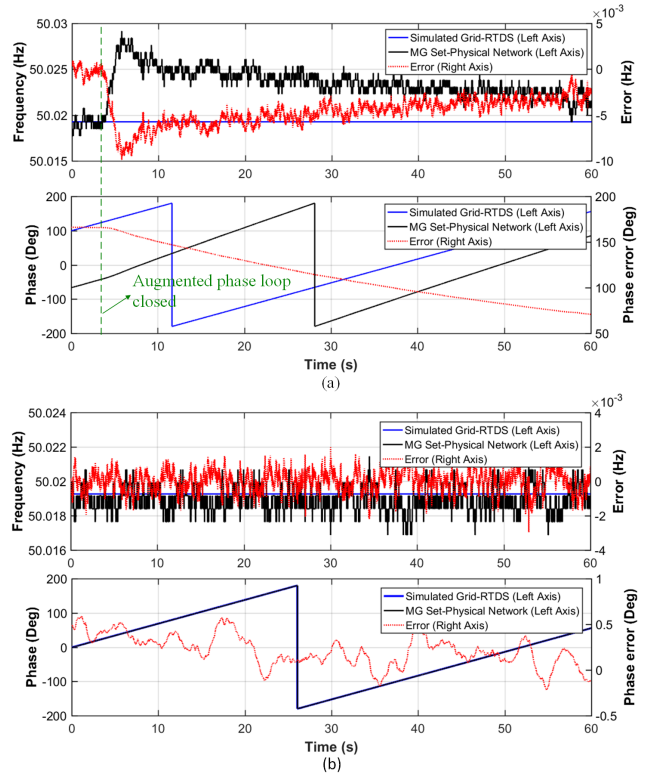 ×10⁻³
50.03
50.025
50.02
50.015
Frequency (Hz)
5
0
-5
-10
Error (Hz)
Simulated Grid-RTDS (Left Axis)
MG Set-Physical Network (Left Axis)
Error (Right Axis)
0 10 20 30 40 50 60
200
100
0
-100
-200
Phase (Deg)
200
150
100
50
Phase error (Deg)
Simulated Grid-RTDS (Left Axis)
MG Set-Physical Network (Left Axis)
Error (Right Axis)
Augmented phase loop
closed
0 10 20 30 40 50 60
Time (s)
(a)
×10⁻³
50.024
50.022
50.02
50.018
50.016
Frequency (Hz)
4
2
0
-2
-4
Error (Hz)
Simulated Grid-RTDS (Left Axis)
MG Set-Physical Network (Left Axis)
Error (Right Axis)
0 10 20 30 40 50 60
200
100
0
-100
-200
Phase (Deg)
1
0.5
0
-0.5
Phase error (Deg)
Simulated Grid-RTDS (Left Axis)
MG Set-Physical Network (Left Axis)
Error (Right Axis)
0 10 20 30 40 50 60
Time (s)
(b)